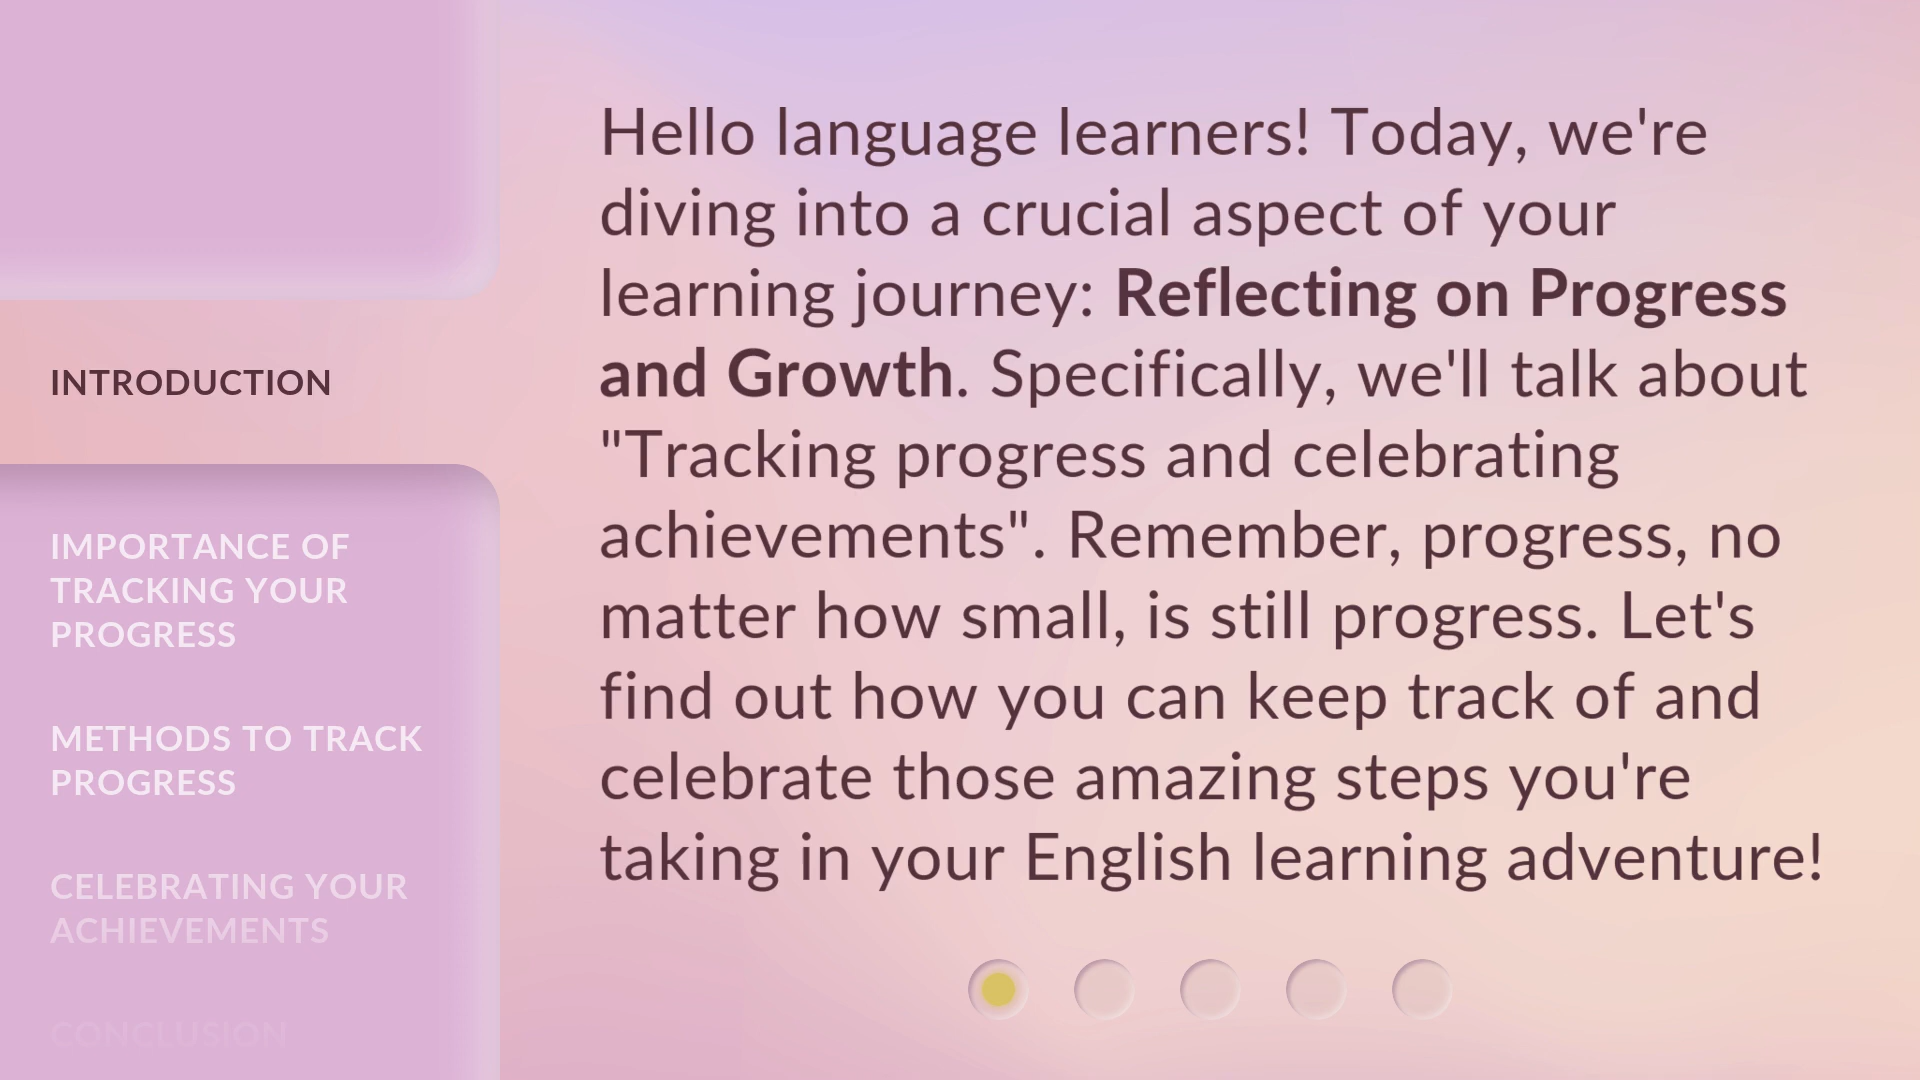 INTRODUCTION
IMPORTANCE OF
TRACKING YOUR
PROGRESS
METHODS TO TRACK
PROGRESS
CELEBRATING YOUR
ACHIEVEMENTS
CONCLUSION
Hello language learners! Today, we're
diving into a crucial aspect of your
learning journey: Reflecting on Progress
and Growth. Specifically, we'll talk about
"Tracking progress and celebrating
achievements". Remember, progress, no
matter how small, is still progress. Let's
find out how you can keep track of and
celebrate those amazing steps you're
taking in your English learning adventure!